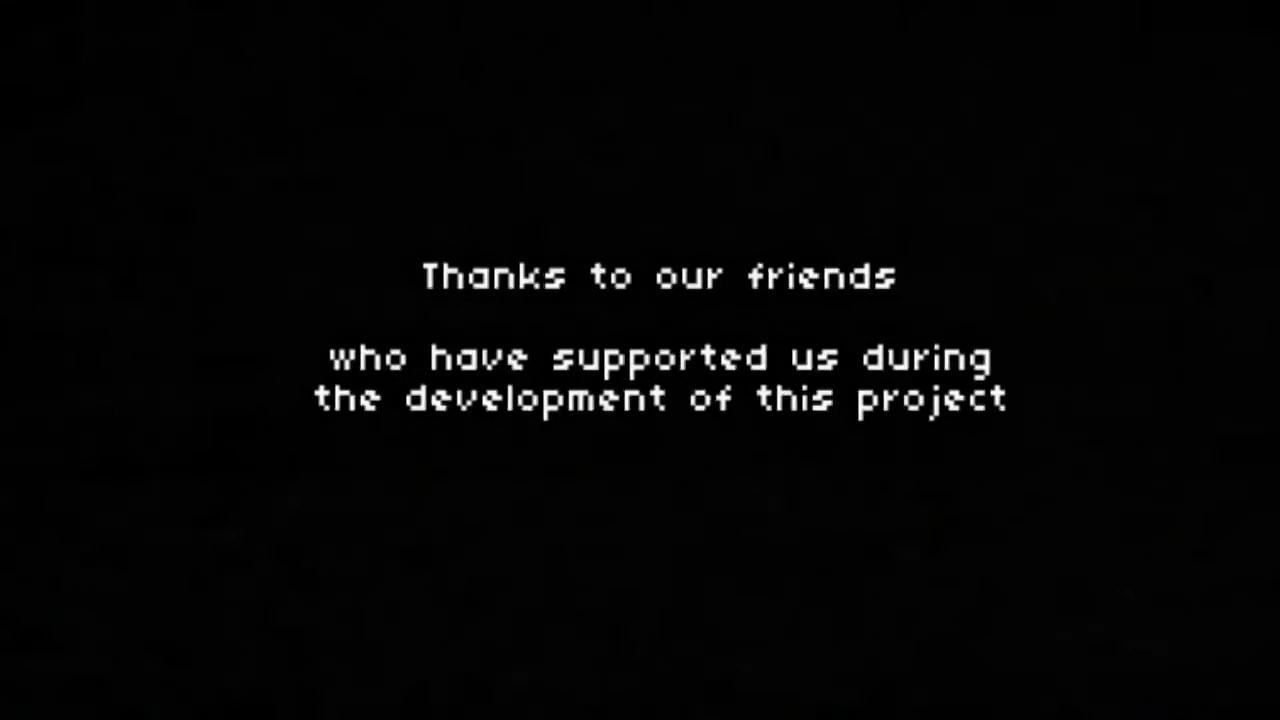 Thanks to our friends
who have supported us during
the development of this project